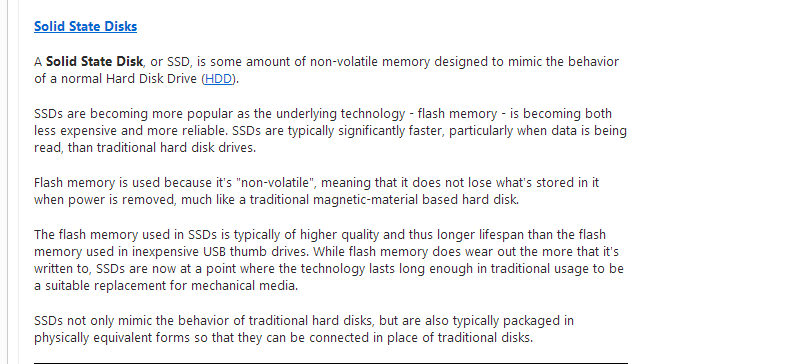 Solid State Disks
A Solid State Disk, or SSD, is some amount of non-volatile memory designed to mimic the behavior
of a normal Hard Disk Drive (HDD).
SSDs are becoming more popular as the underlying technology - flash memory - is becoming both
less expensive and more reliable. SSDs are typically significantly faster, particularly when data is being
read, than traditional hard disk drives.
Flash memory is used because it's "non-volatile", meaning that it does not lose what's stored in it
when power is removed, much like a traditional magnetic-material based hard disk.
The flash memory used in SSDs is typically of higher quality and thus longer lifespan than the flash
memory used in inexpensive USB thumb drives. While flash memory does wear out the more that it's
written to, SSDs are now at a point where the technology lasts long enough in traditional usage to be
a suitable replacement for mechanical media.
SSDs not only mimic the behavior of traditional hard disks, but are also typically packaged in
physically equivalent forms so that they can be connected in place of traditional disks.